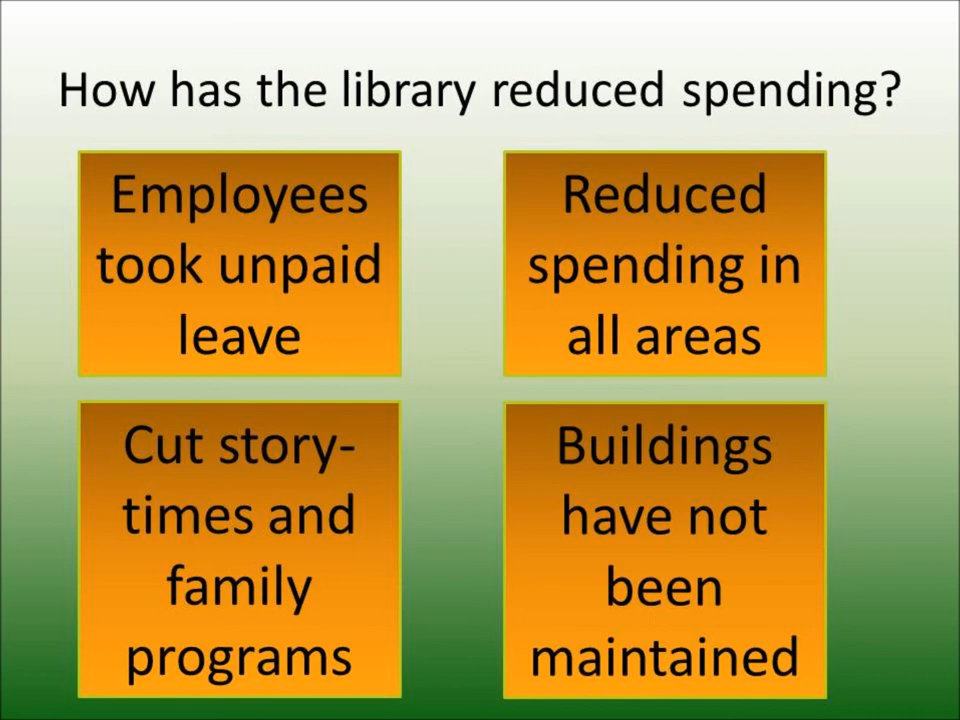 How has the library reduced spending?
Employees
took unpaid
leave
Reduced
spending in
all areas
Cut story-
times and
family
programs
Buildings
have not
been
maintained